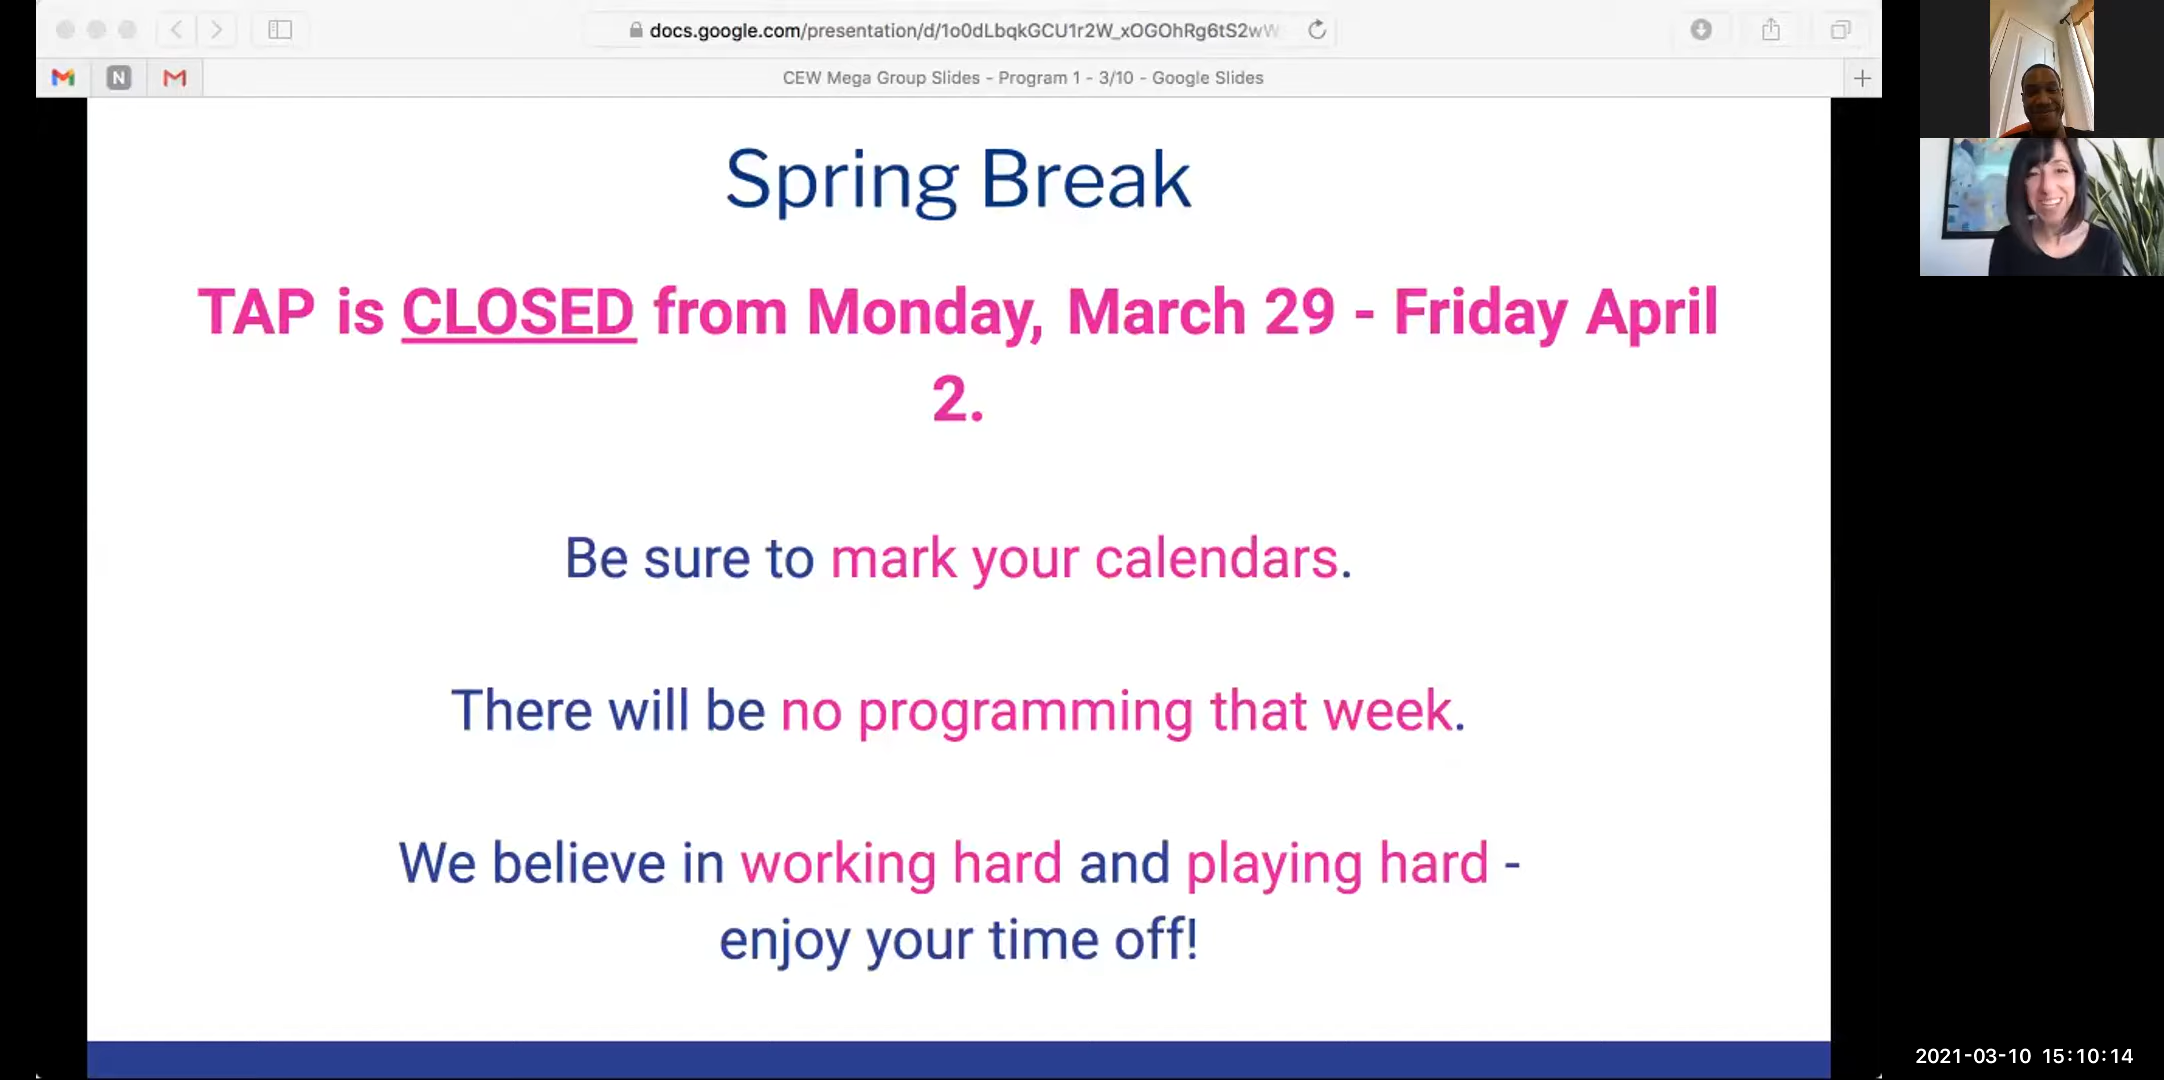 docs.google.com/presentation/d/1o0dLbqkGCU1r2W_xOGOhRg6tS2wW
N
CEW Mega Group Slides - Program 1 - 3/10 - Google Slides
Spring Break
TAP is CLOSED from Monday, March 29 - Friday April
2.
Be sure to mark your calendars.
There will be no programming that week.
We believe in working hard and playing hard -
enjoy your time off!
2021-03-10 15:10:14